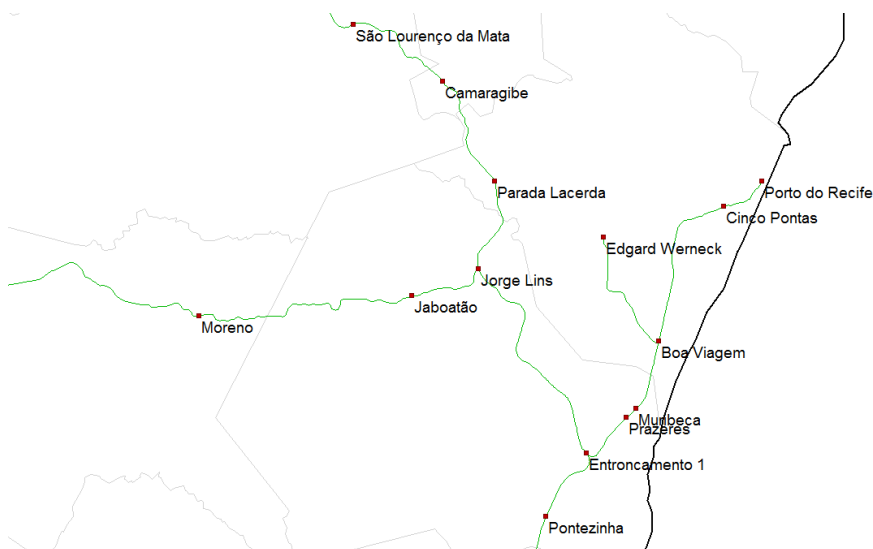 São Lourenço da Mata
Camaragibe
Parada Lacerda
Porto do Recife
Cinco Pontas
Edgard Werneck
Jorge Lins
Jaboatão
Moreno
Boa Viagem
Muribeca
Prazeres
Entroncamento 1
Pontezinha